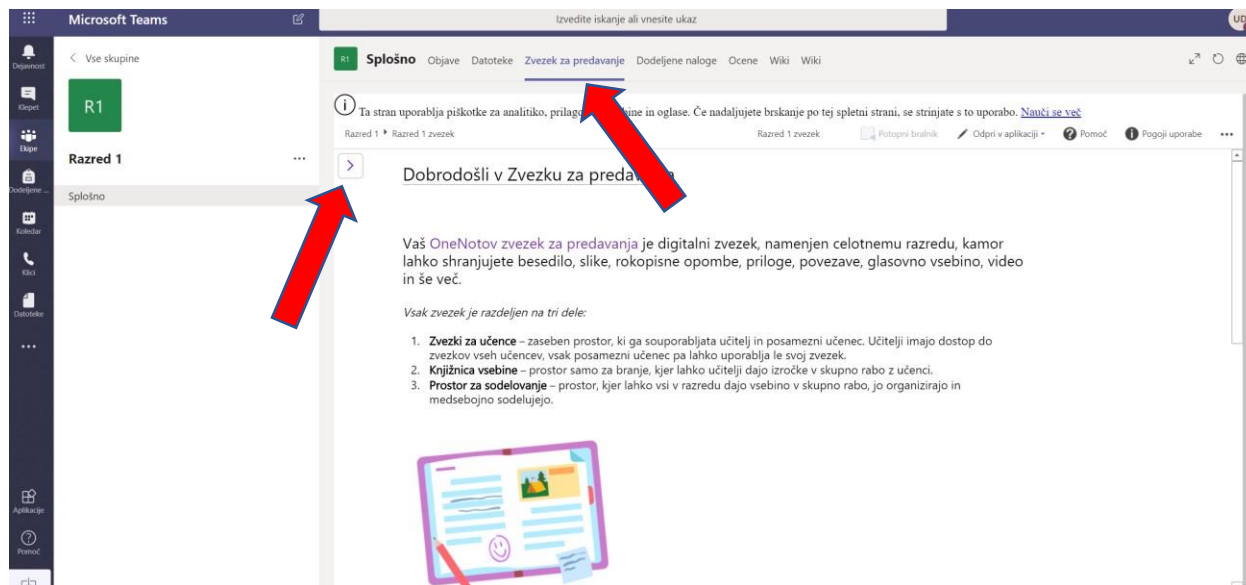 Microsoft Teams
Izvedite iskanje ali vnesite ukaz
UD
Dejavnost
Klepet
Ekipe
Dodeljene ...
Koledar
Klici
Datoteke
Aplikacije
Pomoč
Vse skupine
R1
Razred 1
...
Splošno
R1 Splošno Objave Datoteke Zvezek za predavanje Dodeljene naloge Ocene Wiki Wiki
Ta stran uporablja piškotke za analitiko, in oglase. Če nadaljujete brskanje po tej spletni strani, se strinjate s to uporabo. Nauči se več
Razred 1 Razred 1 zvezek Razred 1 zvezek Potopni bralnik Odpri v aplikaciji Pomoč Pogoji uporabe ...
Dobrodošli v Zvezku za
Vaš OneNotov zvezek za predavanja je digitalni zvezek, namenjen celotnemu razredu, kamor
lahko shranjujete besedilo, slike, rokopisne opombe, priloge, povezave, glasovno vsebino, video
in še več.
Vsak zvezek je razdeljen na tri dele:
1. Zvezki za učence – zaseben prostor, ki ga souporabljata učitelj in posamezni učenec. Učitelji imajo dostop do
zvezkov vseh učencev, vsak posamezni učenec pa lahko uporablja le svoj zvezek.
2. Knjižnica vsebine – prostor samo za branje, kjer lahko učitelji dajo izročke v skupno rabo z učenci.
3. Prostor za sodelovanje – prostor, kjer lahko vsi v razredu dajo vsebino v skupno rabo, jo organizirajo in
medsebojno sodelujejo.